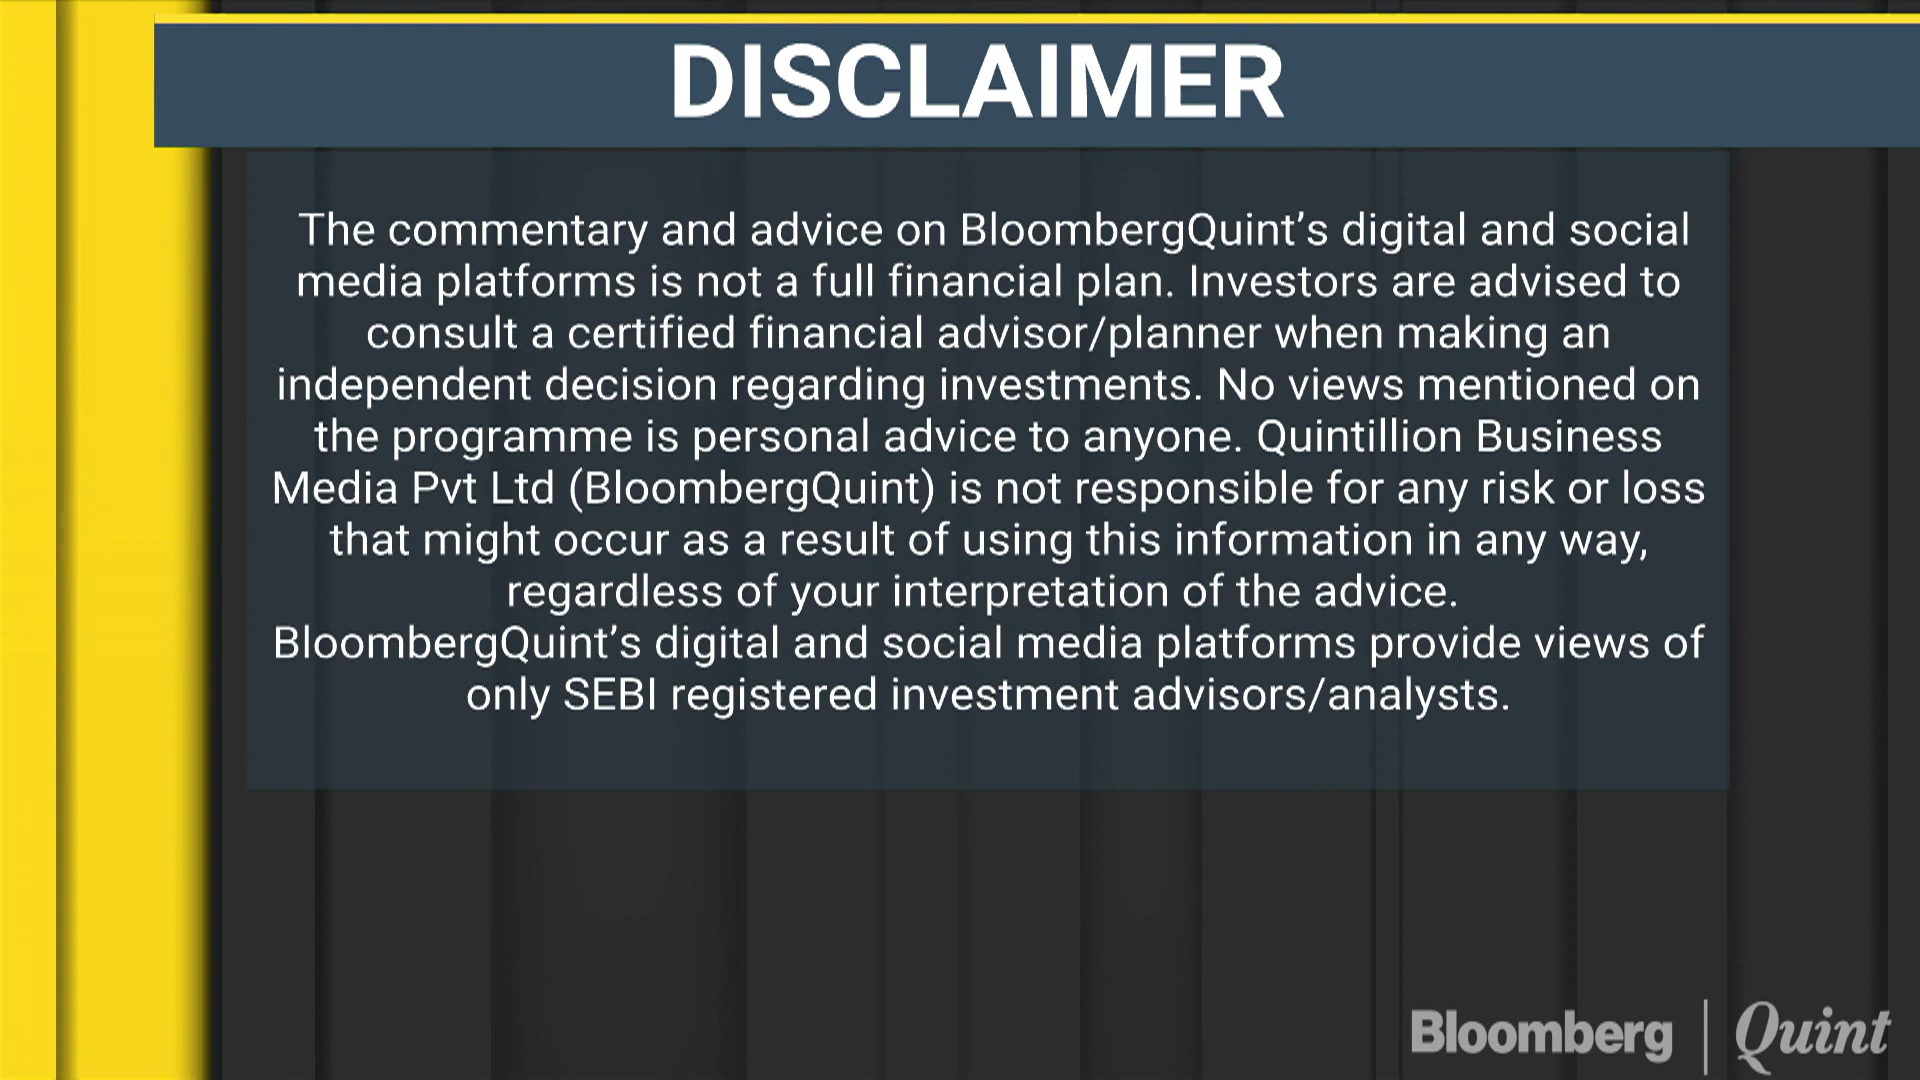 DISCLAIMER
The commentary and advice on BloombergQuint’s digital and social
media platforms is not a full financial plan. Investors are advised to
consult a certified financial advisor/planner when making an
independent decision regarding investments. No views mentioned on
the programme is personal advice to anyone. Quintillion Business
Media Pvt Ltd (BloombergQuint) is not responsible for any risk or loss
that might occur as a result of using this information in any way,
regardless of your interpretation of the advice.
BloombergQuint’s digital and social media platforms provide views of
only SEBI registered investment advisors/analysts.
Bloomberg | Quint